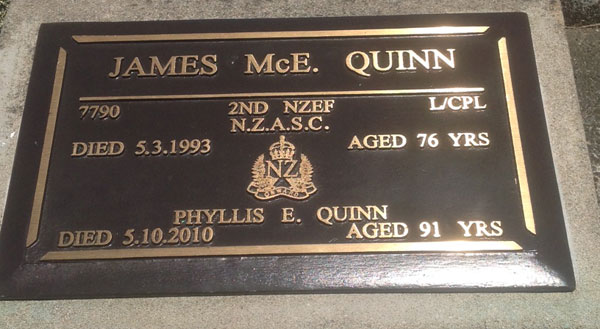 JAMES McE. QUINN
7790 2ND NZEF L/CPL
N.Z.A.S.C.
DIED 5.3.1993 AGED 76 YRS
NZ
ONWARD
PHYLLIS E. QUINN
DIED 5.10.2010 AGED 91 YRS